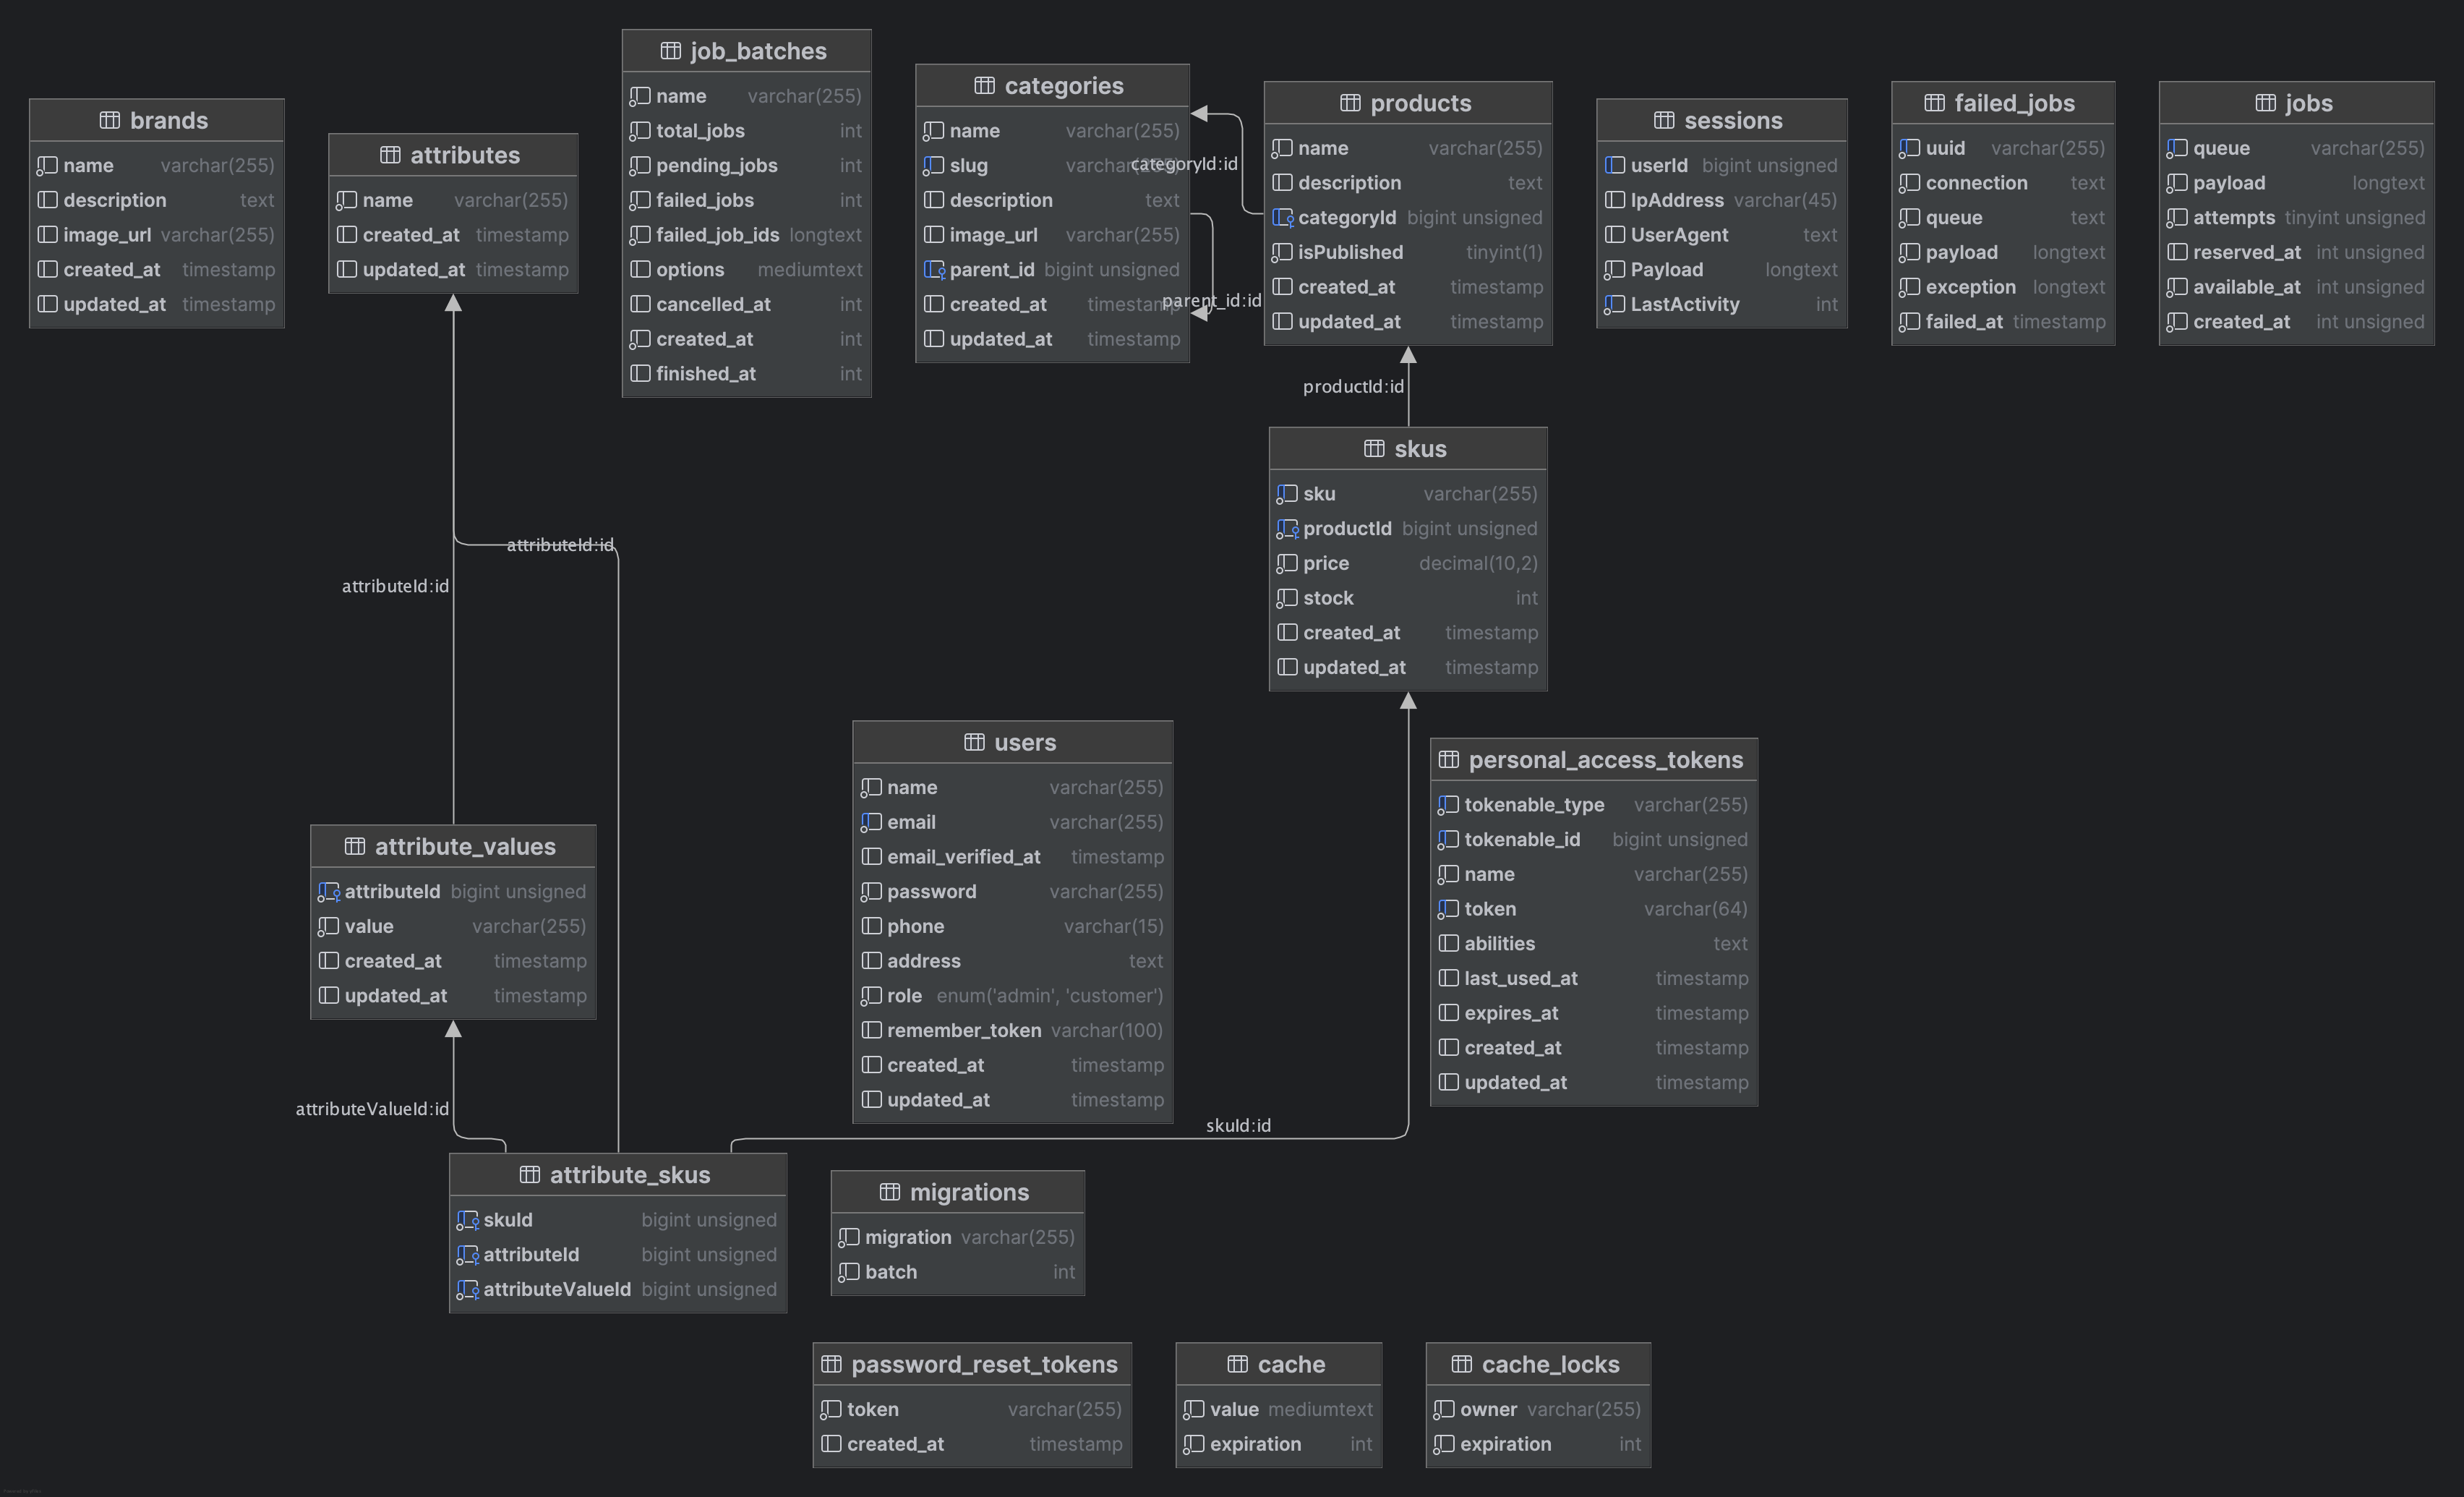 brands
name varchar(255)
description text
image_url varchar(255)
created_at timestamp
updated_at timestamp
attributes
name varchar(255)
created_at timestamp
updated_at timestamp
job_batches
name varchar(255)
total_jobs int
pending_jobs int
failed_jobs int
failed_job_ids longtext
options mediumtext
cancelled_at int
created_at int
finished_at int
categories
name varchar(255)
slug varchar(255)
description text
image_url varchar(255)
parent_id bigint unsigned
created_at timestamp
updated_at timestamp
categoryId:id
parent_id:id
products
name varchar(255)
description text
categoryId bigint unsigned
isPublished tinyint(1)
created_at timestamp
updated_at timestamp
sessions
userId bigint unsigned
IpAddress varchar(45)
UserAgent text
Payload longtext
LastActivity int
failed_jobs
uuid varchar(255)
connection text
queue text
payload longtext
exception longtext
failed_at timestamp
jobs
queue varchar(255)
payload longtext
attempts tinyint unsigned
reserved_at int unsigned
available_at int unsigned
created_at int unsigned
productId:id
skus
sku varchar(255)
productId bigint unsigned
price decimal(10,2)
stock int
created_at timestamp
updated_at timestamp
attributeId:id
attributeId:id
users
name varchar(255)
email varchar(255)
email_verified_at timestamp
password varchar(255)
phone varchar(15)
address text
role enum('admin', 'customer')
remember_token varchar(100)
created_at timestamp
updated_at timestamp
personal_access_tokens
tokenable_type varchar(255)
tokenable_id bigint unsigned
name varchar(255)
token varchar(64)
abilities text
last_used_at timestamp
expires_at timestamp
created_at timestamp
updated_at timestamp
attribute_values
attributeId bigint unsigned
value varchar(255)
created_at timestamp
updated_at timestamp
attributeValueId:id
skuId:id
attribute_skus
skuId bigint unsigned
attributeId bigint unsigned
attributeValueId bigint unsigned
migrations
migration varchar(255)
batch int
password_reset_tokens
token varchar(255)
created_at timestamp
cache
value mediumtext
expiration int
cache_locks
owner varchar(255)
expiration int